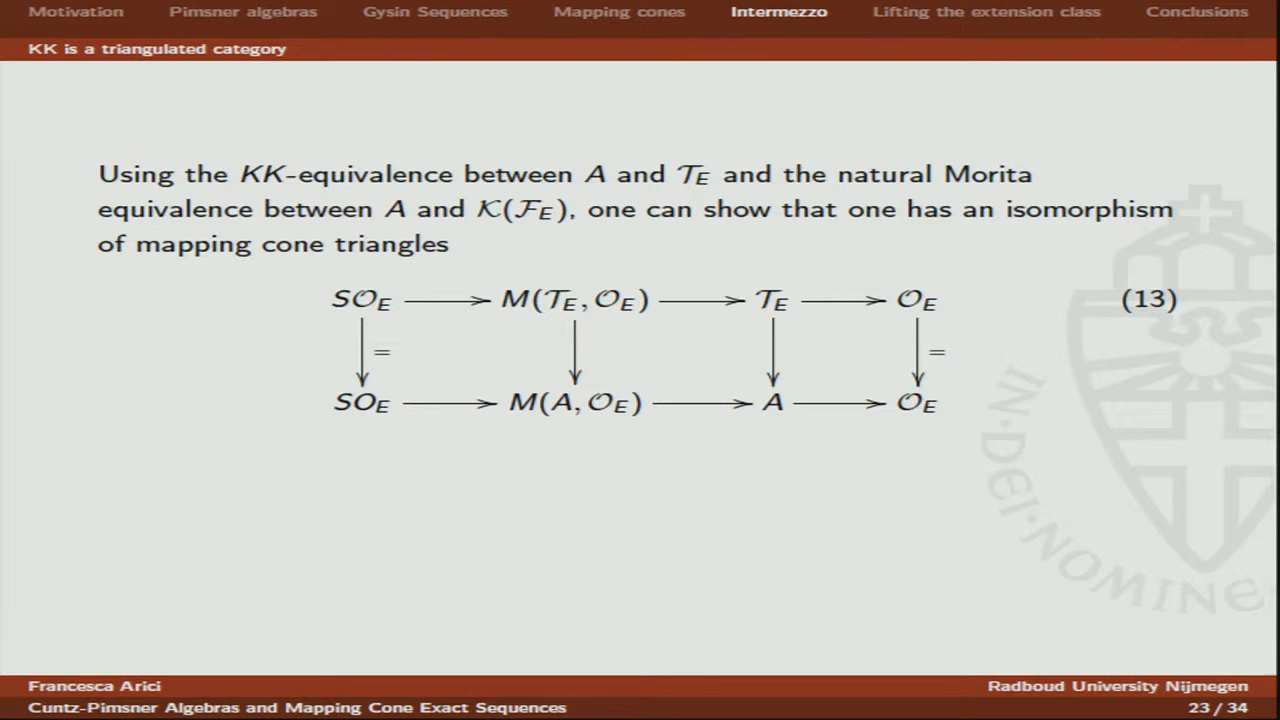 Motivation Pimsner algebras Gysin Sequences Mapping cones Intermezzo Lifting the extension class Conclusions
KK is a triangulated category
Using the KK-equivalence between A and 𝒯_E and the natural Morita
equivalence between A and 𝒦(ℱ_E), one can show that one has an isomorphism
of mapping cone triangles
S𝒪_E → M(𝒯_E, 𝒪_E) → 𝒯_E → 𝒪_E (13)
= =
S𝒪_E → M(A, 𝒪_E) → A → 𝒪_E
IN·DEI·NOMINE·
Francesca Arici Radboud University Nijmegen
Cuntz-Pimsner Algebras and Mapping Cone Exact Sequences 23 / 34